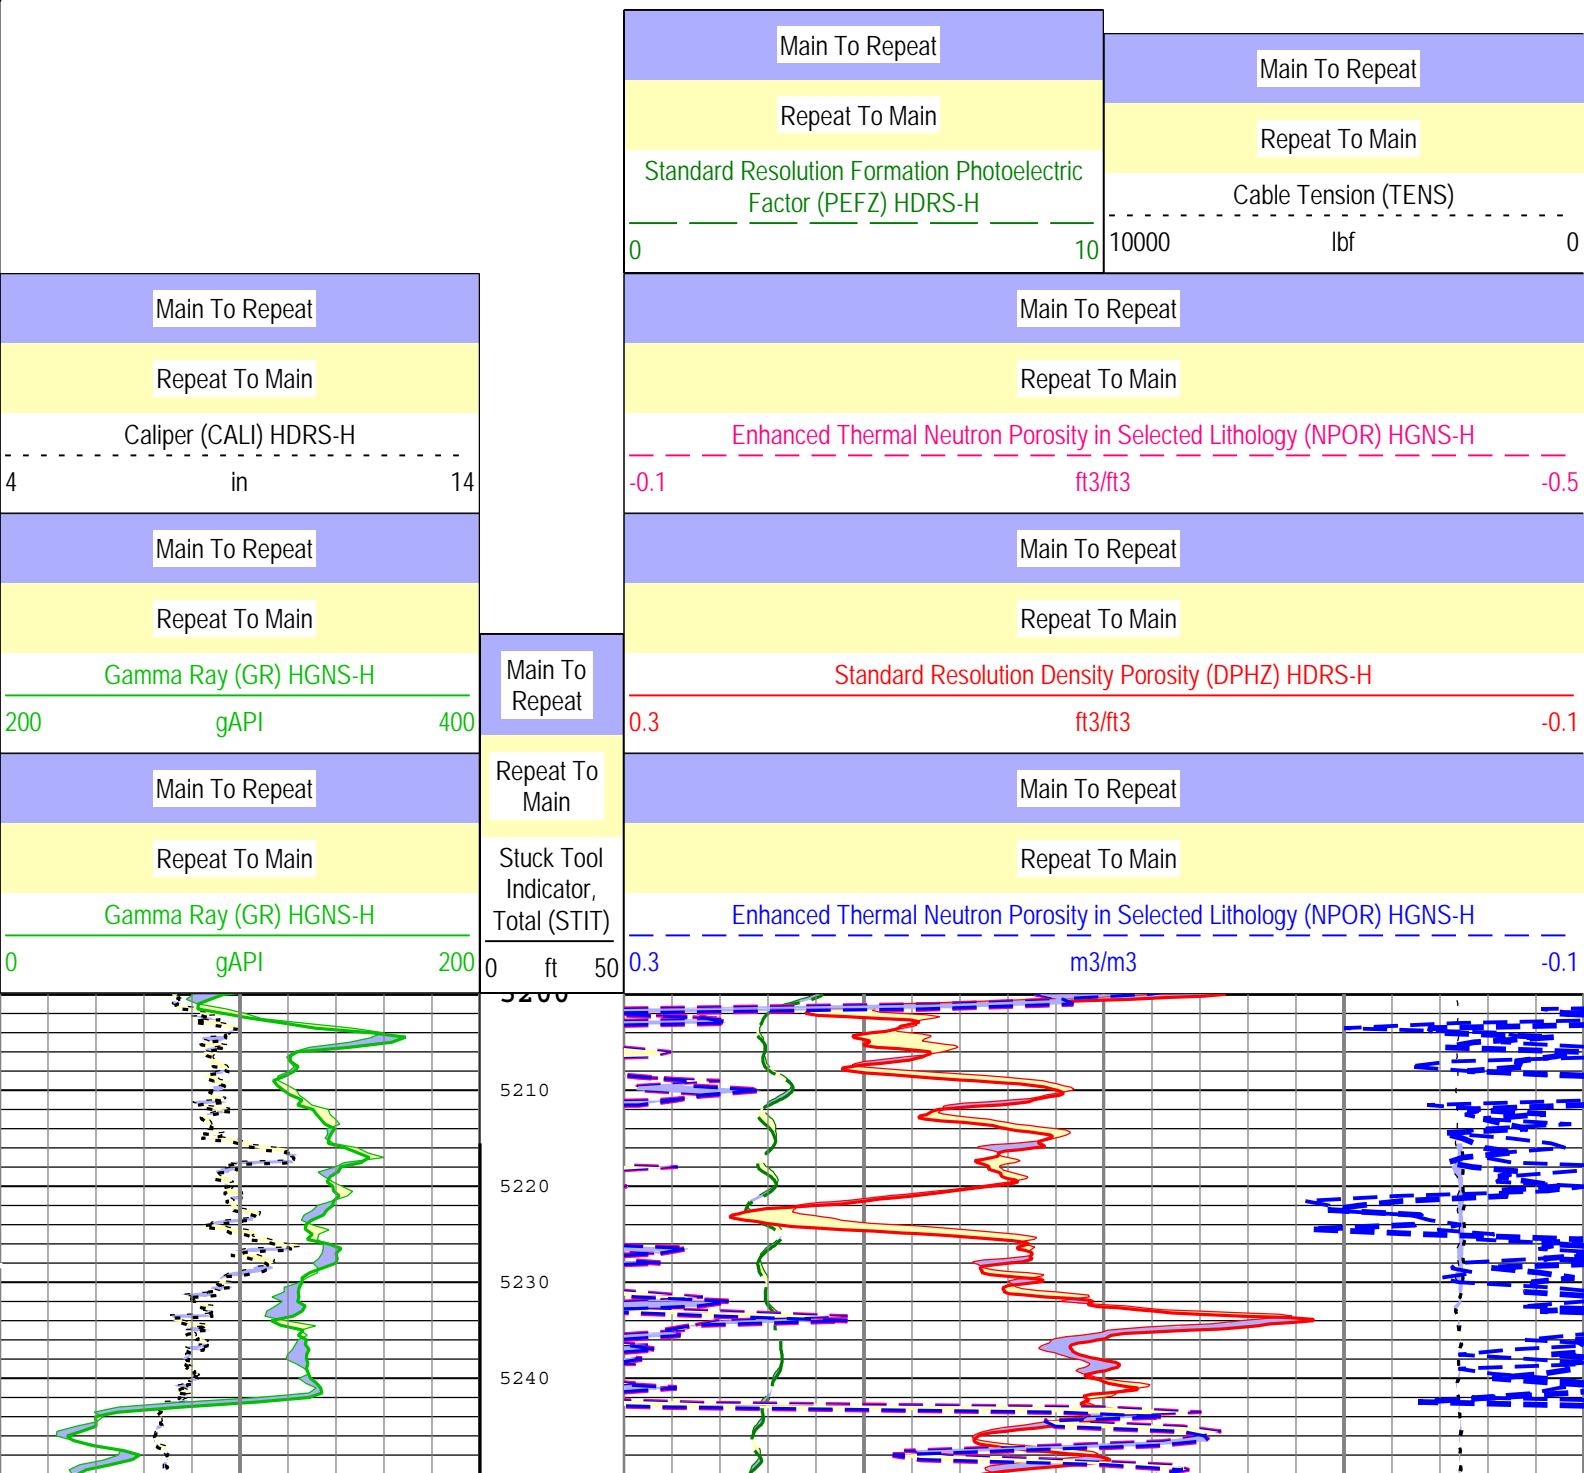 Main To Repeat
Repeat To Main
Standard Resolution Formation Photoelectric
Factor (PEFZ) HDRS-H
0 10
Main To Repeat
Repeat To Main
Cable Tension (TENS)
10000 lbf 0
Main To Repeat
Repeat To Main
Caliper (CALI) HDRS-H
4 in 14
Main To Repeat
Repeat To Main
Enhanced Thermal Neutron Porosity in Selected Lithology (NPOR) HGNS-H
-0.1 ft3/ft3 -0.5
Main To Repeat
Repeat To Main
Gamma Ray (GR) HGNS-H
200 gAPI 400
Main To Repeat
Repeat To Main
Standard Resolution Density Porosity (DPHZ) HDRS-H
0.3 ft3/ft3 -0.1
Main To Repeat
Repeat To Main
Gamma Ray (GR) HGNS-H
0 gAPI 200
Main To
Repeat
Repeat To
Main
Stuck Tool
Indicator,
Total (STIT)
0 ft 50
Main To Repeat
Repeat To Main
Enhanced Thermal Neutron Porosity in Selected Lithology (NPOR) HGNS-H
0.3 m3/m3 -0.1
5200
5210
5220
5230
5240